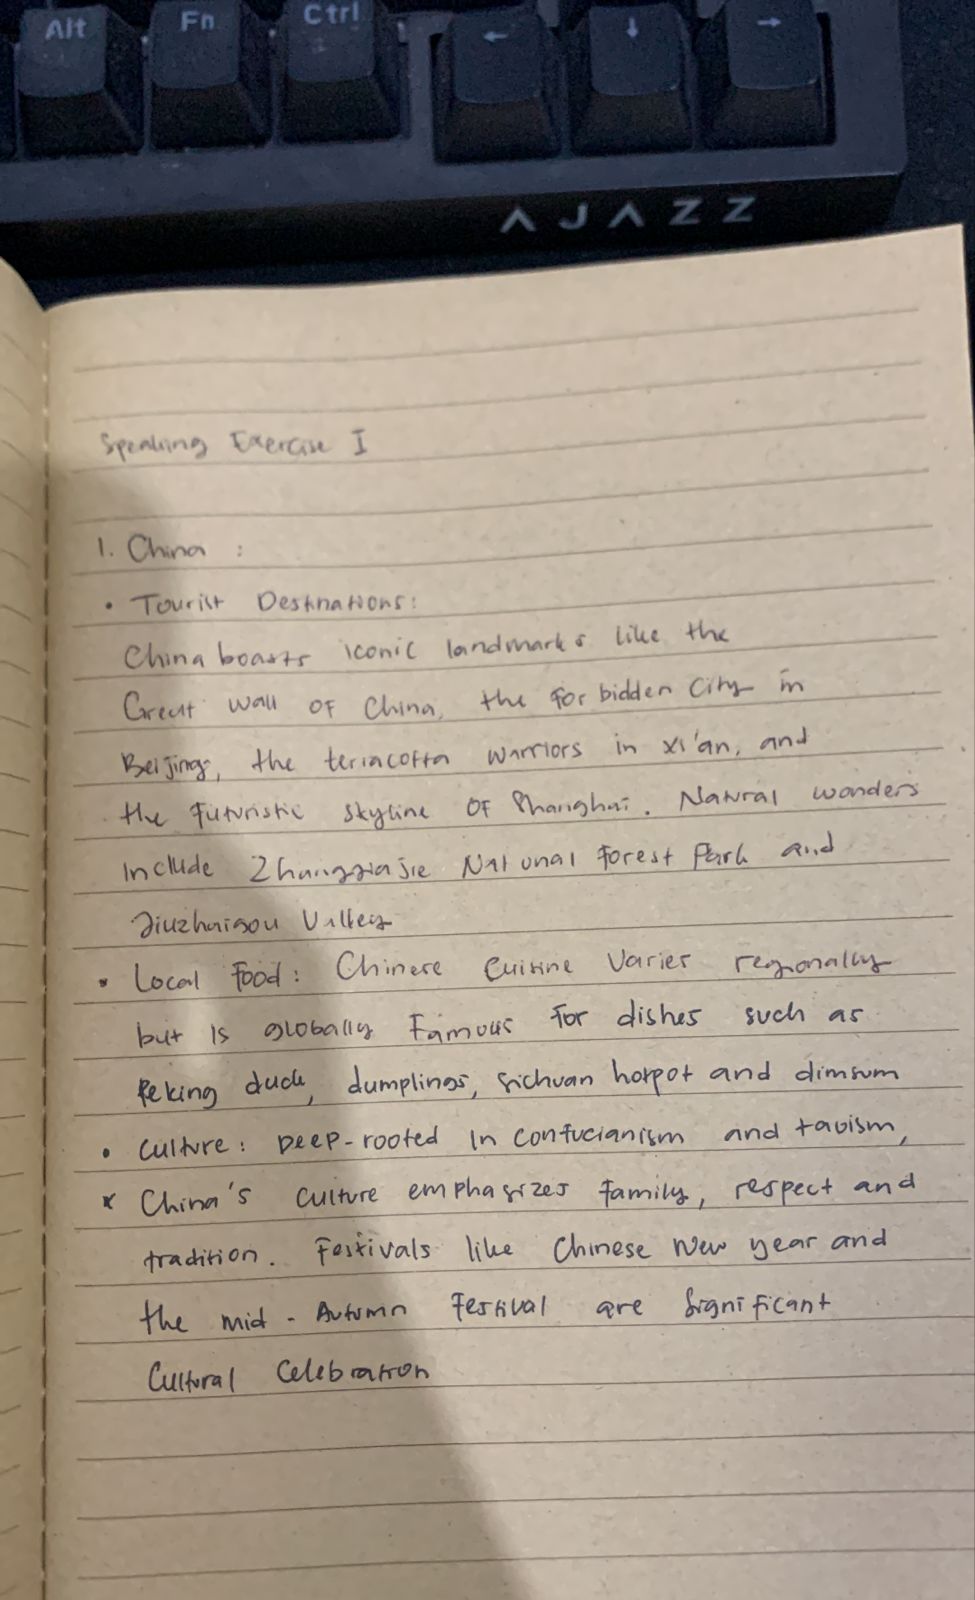 Alt Fn Ctrl ← ↓ →
AJAZZ
Speaking Exercise I
1. China :
• Tourist Destinations:
China boasts iconic landmarks like the
Great Wall OF China, the Forbidden City in
Beijing, the terracotta warriors in xi'an, and
the Futuristic skyline OF Shanghai. Natural wonders
Include Zhangjiajie National Forest Park and
Jiuzhaigou Valley
• Local Food: Chinese Cuisine Varies regionally
but Is globally Famous For dishes such as
Peking duck, dumplings, sichuan hotpot and dimsum
• Culture: Deep-rooted In confucianism and taoism,
x China's culture emphasizes Family, respect and
tradition. Festivals like Chinese New year and
the mid - Autumn Festival are Significant
Cultural Celebration